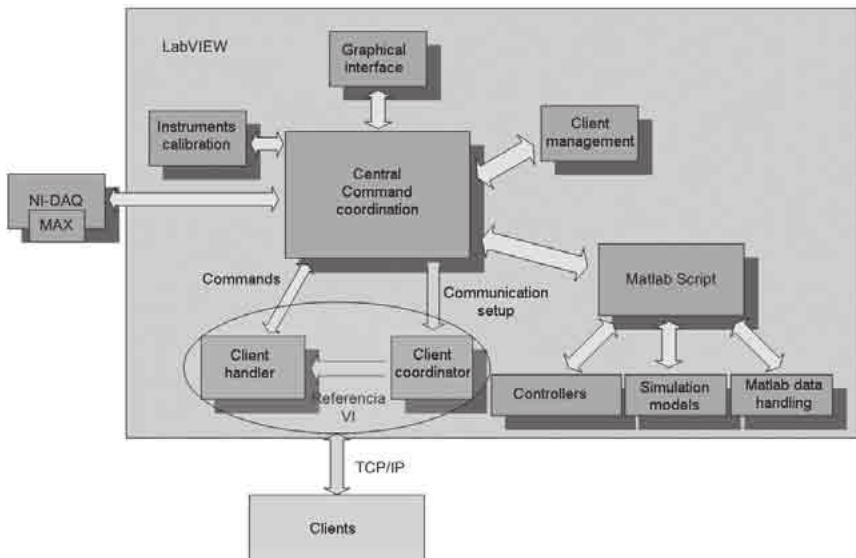 LabVIEW
Graphical
interface
Instruments
calibration
Client
management
Central
Command
coordination
NI-DAQ
MAX
Commands
Communication
setup
Matlab Script
Client
handler
Client
coordinator
Referencia
VI
Controllers
Simulation
models
Matlab data
handling
TCP/IP
Clients